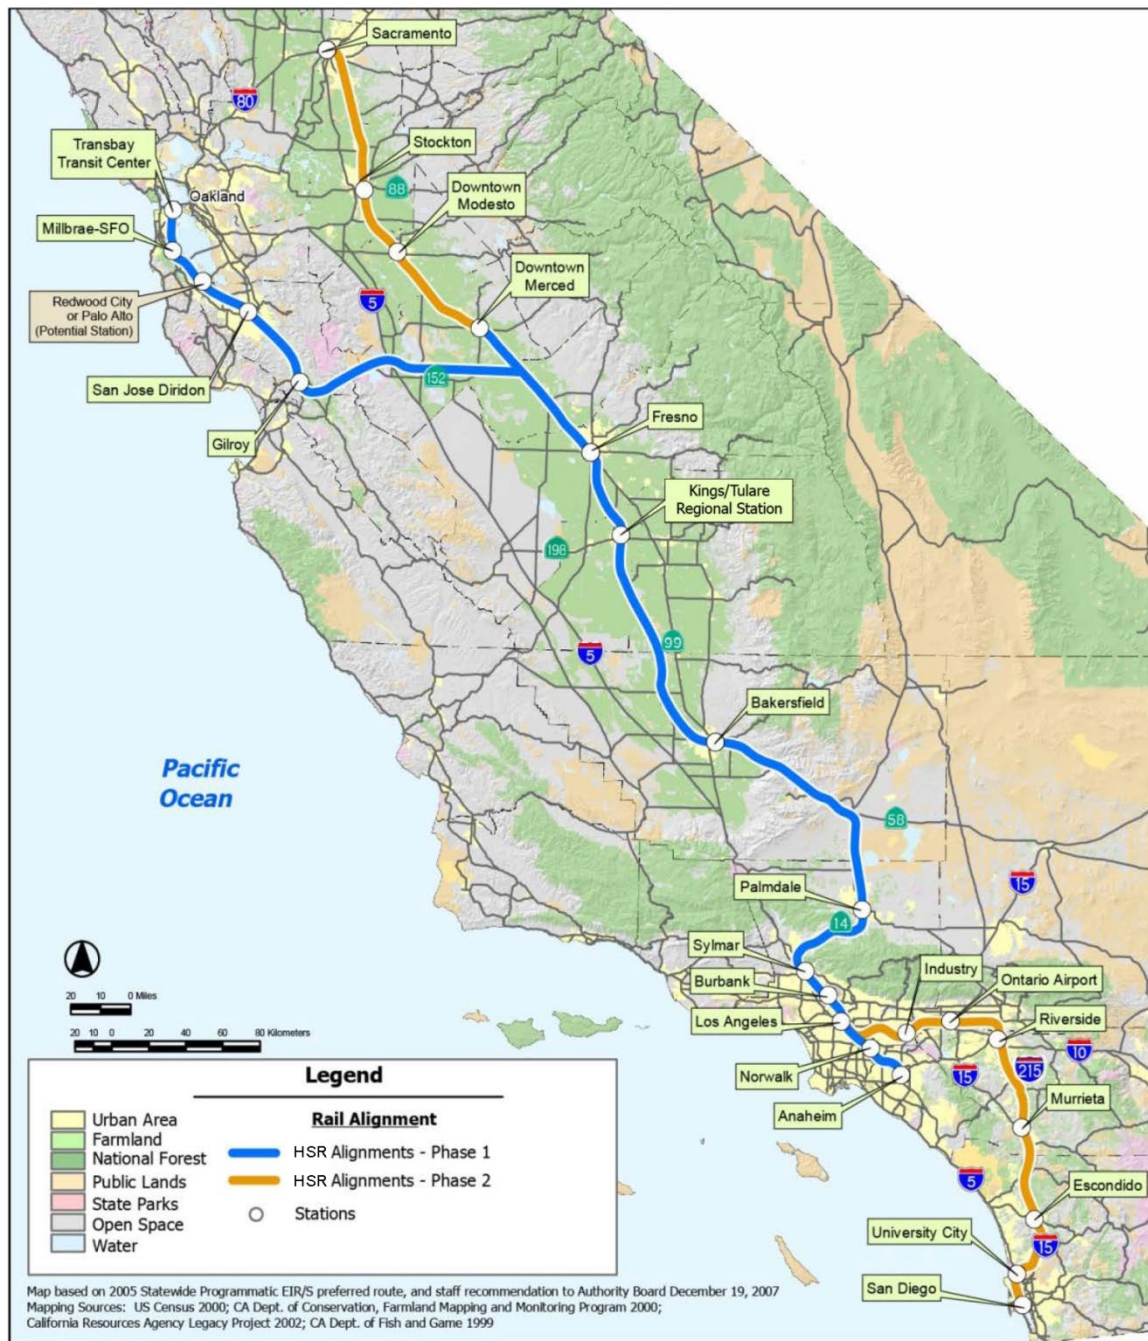 Sacramento
80
Transbay
Transit Center
Stockton
Oakland
88
Downtown
Modesto
Millbrae-SFO
Downtown
Merced
Redwood City
or Palo Alto
(Potential Station)
5
San Jose Diridon
152
Gilroy
Fresno
Kings/Tulare
Regional Station
198
99
5
Bakersfield
Pacific
Ocean
58
15
Palmdale
14
Sylmar
Industry
Burbank
Ontario Airport
Los Angeles
Riverside
Norwalk
15
215
10
Anaheim
Murrieta
5
Escondido
University City
15
San Diego
20 10 0 Miles
20 10 0 20 40 60 80 Kilometers
Legend
Rail Alignment
Urban Area
Farmland
National Forest
Public Lands
State Parks
Open Space
Water
HSR Alignments - Phase 1
HSR Alignments - Phase 2
Stations
Map based on 2005 Statewide Programmatic EIR/S preferred route, and staff recommendation to Authority Board December 19, 2007
Mapping Sources: US Census 2000; CA Dept. of Conservation, Farmland Mapping and Monitoring Program 2000;
California Resources Agency Legacy Project 2002; CA Dept. of Fish and Game 1999